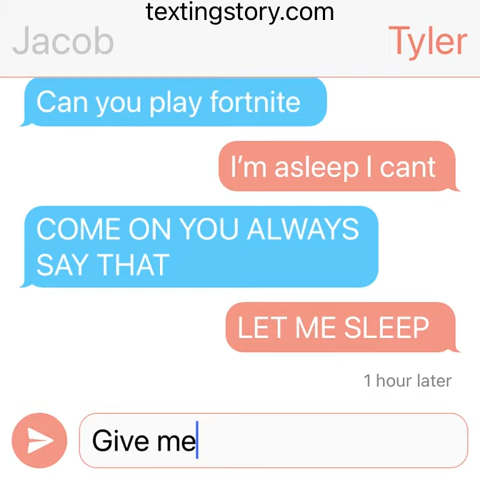 textingstory.com
Jacob
Tyler
Can you play fortnite
I'm asleep I cant
COME ON YOU ALWAYS
SAY THAT
LET ME SLEEP
1 hour later
Give me